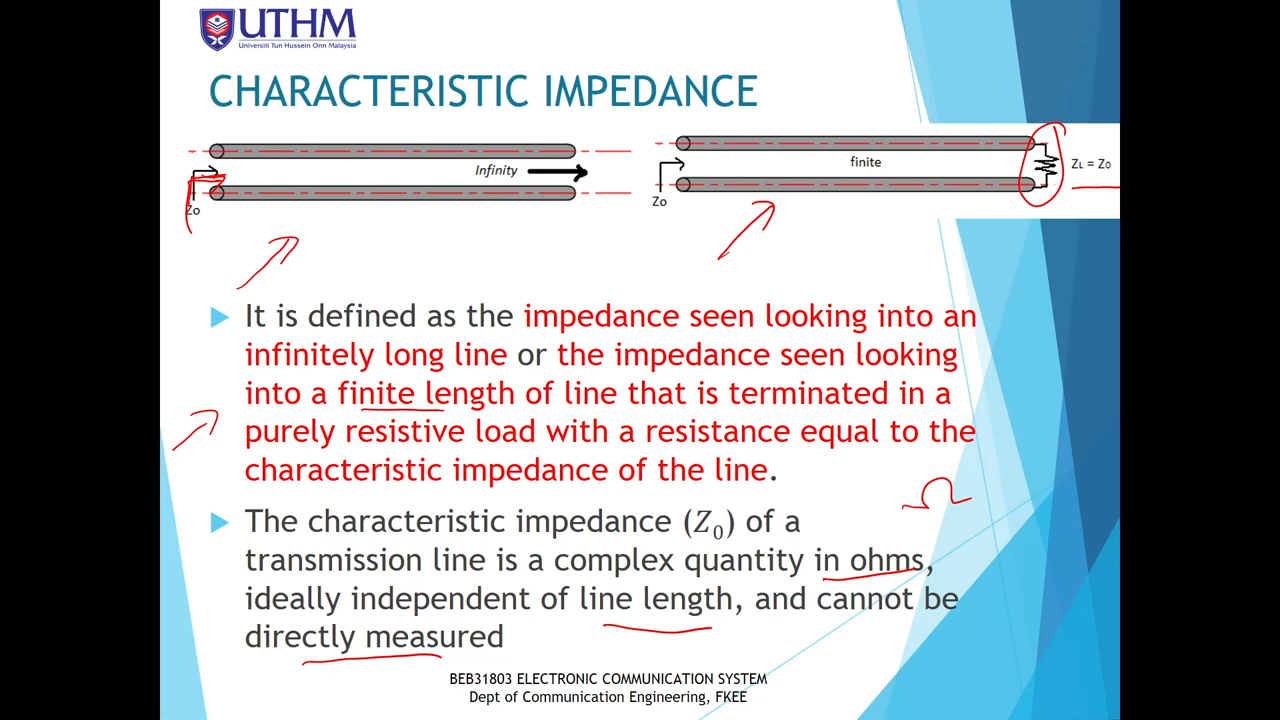 UTHM
Universiti Tun Hussein Onn Malaysia
CHARACTERISTIC IMPEDANCE
Infinity
Zo
finite
Zo
ZL = Zo
It is defined as the impedance seen looking into an
infinitely long line or the impedance seen looking
into a finite length of line that is terminated in a
purely resistive load with a resistance equal to the
characteristic impedance of the line.
Ω
The characteristic impedance (Z₀) of a
transmission line is a complex quantity in ohms,
ideally independent of line length, and cannot be
directly measured
BEB31803 ELECTRONIC COMMUNICATION SYSTEM
Dept of Communication Engineering, FKEE